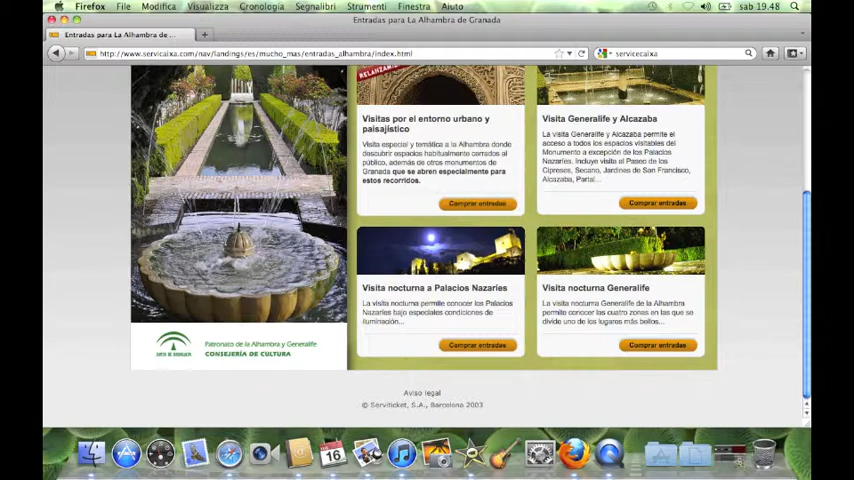 Firefox File Modifica Visualizza Cronologia Segnalibri Strumenti Finestra Aiuto sab 19.48
Entradas para La Alhambra de Granada
Entradas para La Alhambra de ...
http://www.servicaixa.com/nav/landings/es/mucho_mas/entradas_alhambra/index.html
servicecaixa
Visitas por el entorno urbano y
paisajístico
Visita especial y temática a la Alhambra donde
descubrir espacios habitualmente cerrados al
público, además de otros monumentos de
Granada que se abren especialmente para
estos recorridos.
Comprar entradas
Visita Generalife y Alcazaba
La visita Generalife y Alcazaba permite el
acceso a todos los espacios visitables del
Monumento a excepción de los Palacios
Nazaríes. Incluye visita al Paseo de los
Cipreses, Secano, Jardines de San Francisco,
Alcazaba, Partal...
Comprar entradas
Visita nocturna a Palacios Nazaríes
La visita nocturna permite conocer los Palacios
Nazaríes bajo especiales condiciones de
iluminación...
Comprar entradas
Visita nocturna Generalife
La visita nocturna Generalife de la Alhambra
permite conocer las cuatro zonas en las que se
divide uno de los lugares más bellos...
Comprar entradas
JUNTA DE ANDALUCIA
Patronato de la Alhambra y Generalife
CONSEJERÍA DE CULTURA
Aviso legal
© Serviticket, S.A., Barcelona 2003
16